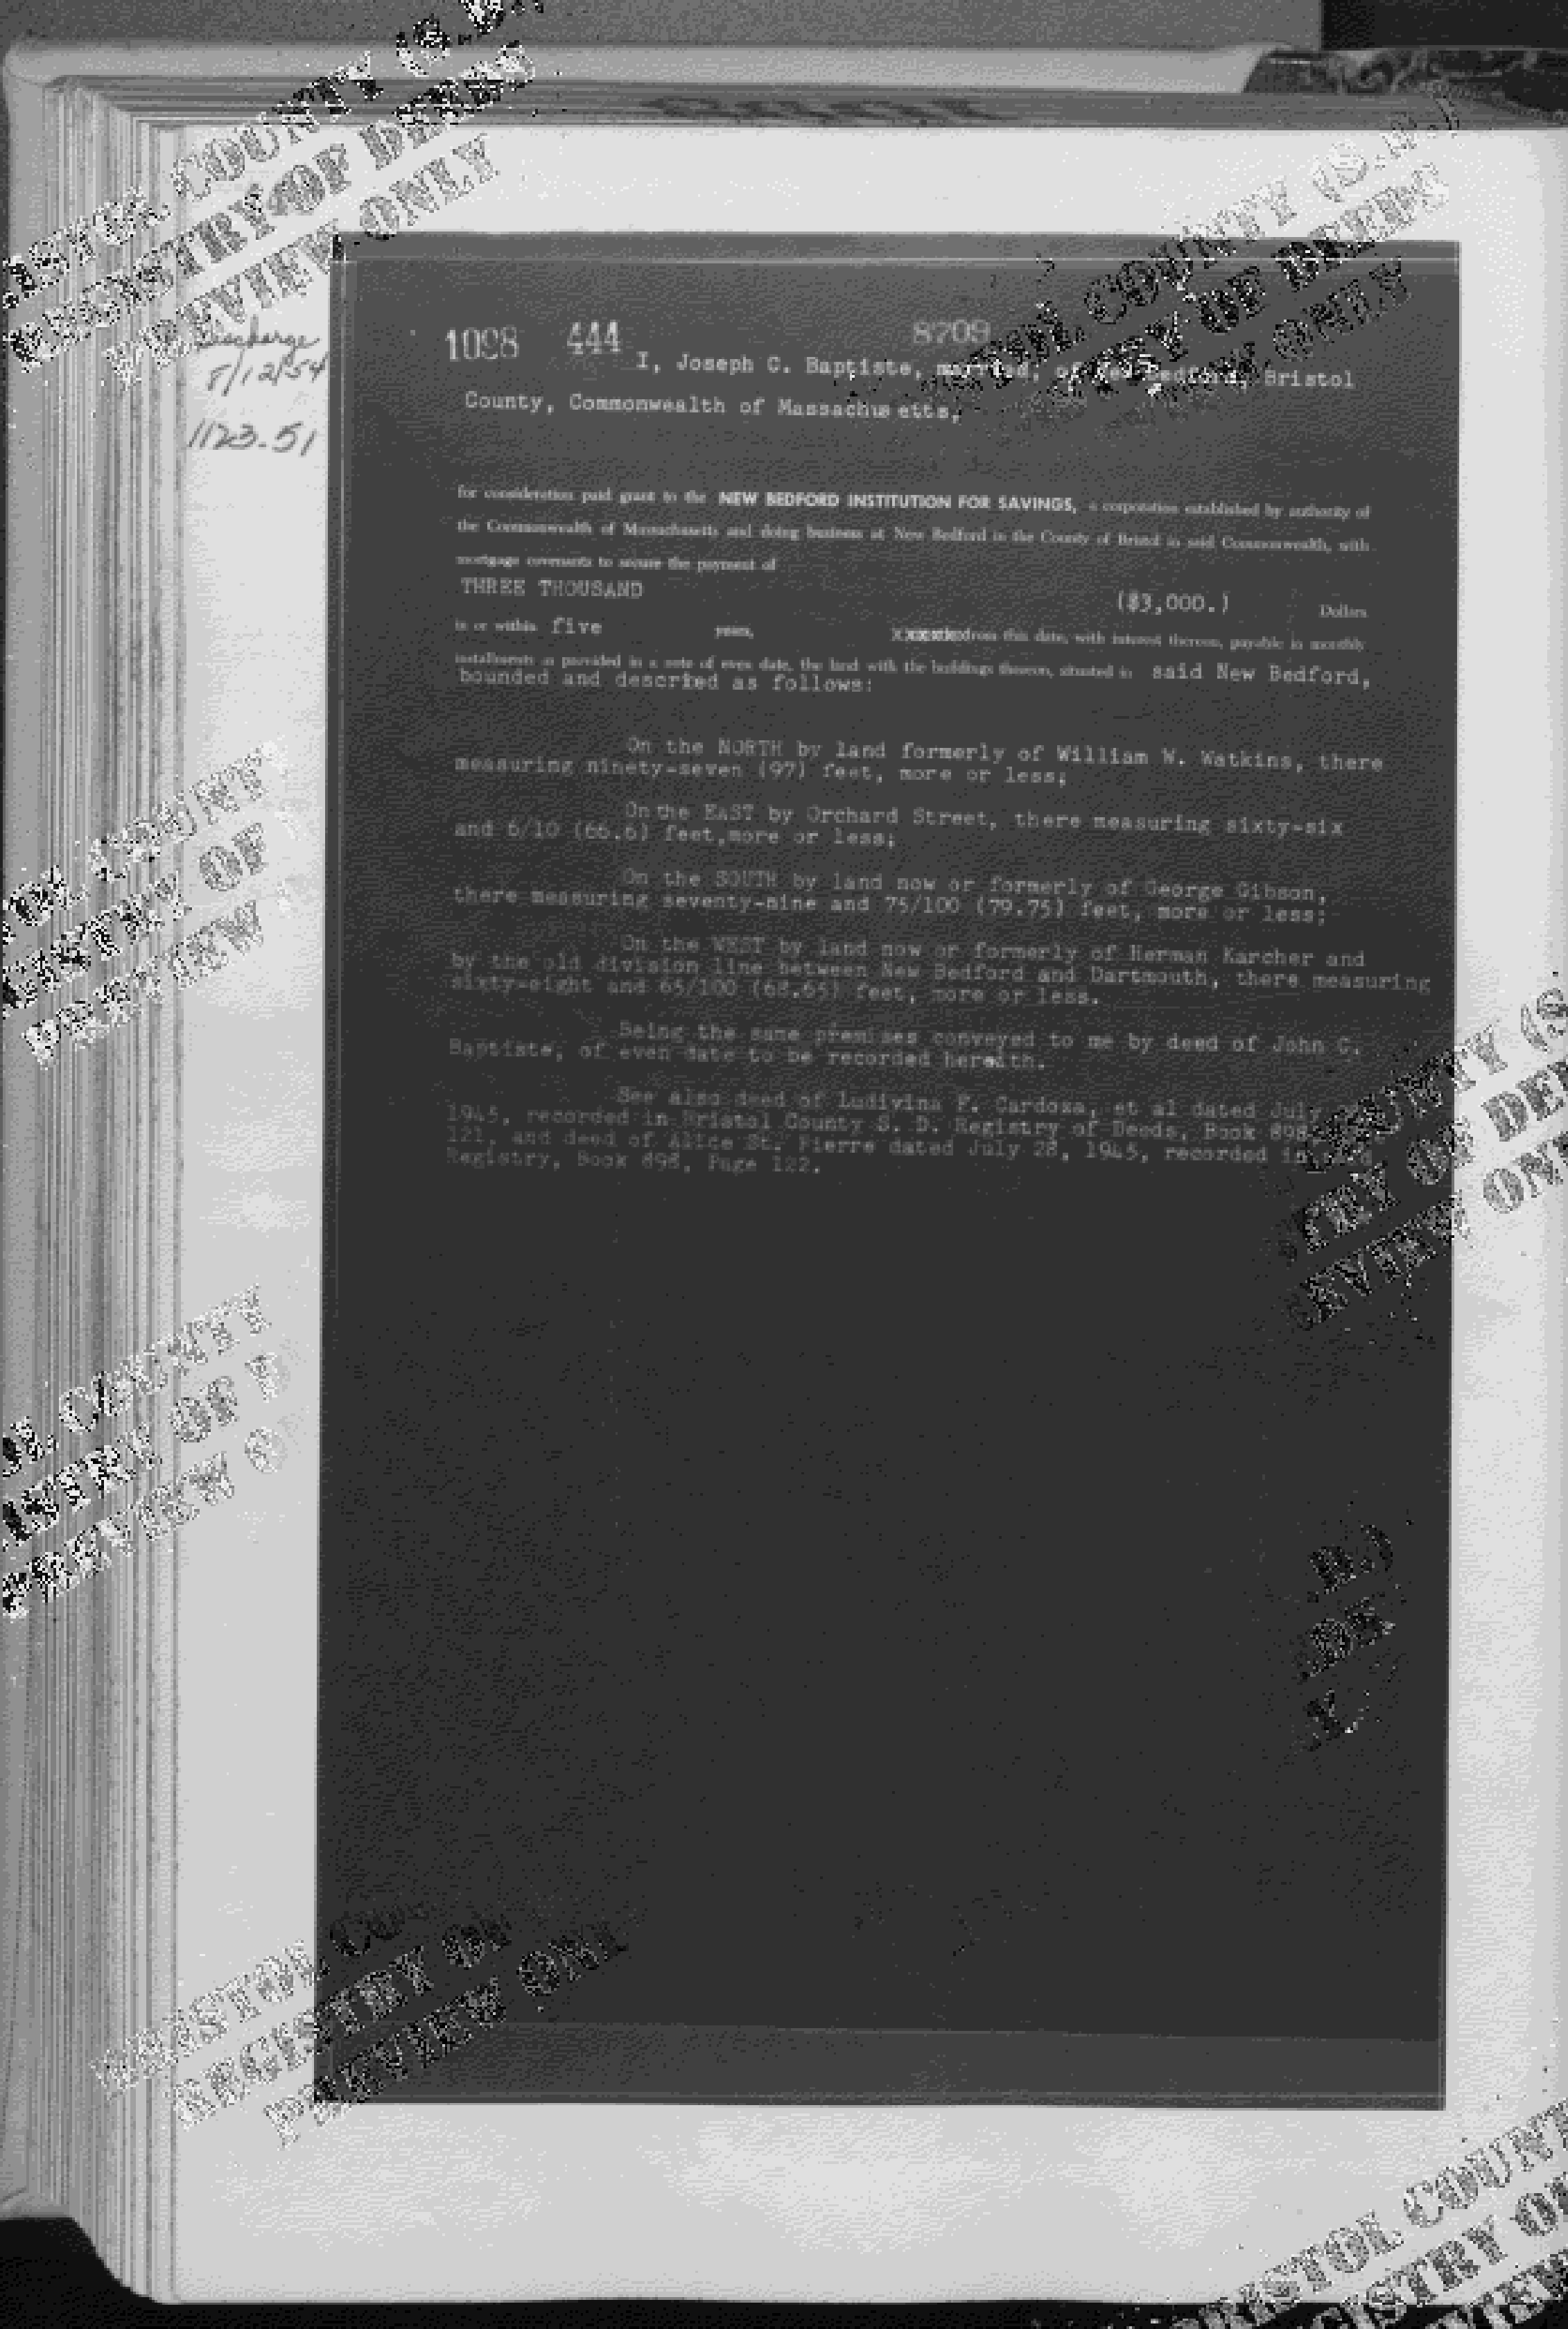 BRISTOL COUNTY (S.D.)
REGISTRY OF DEEDS
PREVIEW ONLY
Discharge
8/12/54
1123-51
1098 444 8709
I, Joseph C. Baptiste, married, of New Bedford, Bristol
County, Commonwealth of Massachusetts,
for consideration paid grant to the NEW BEDFORD INSTITUTION FOR SAVINGS, a corporation established by authority of
the Commonwealth of Massachusetts and doing business at New Bedford in the County of Bristol in said Commonwealth, with
mortgage covenants to secure the payment of
THREE THOUSAND ($3,000.) Dollars
in or within five years, from this date, with interest thereon, payable in monthly
installments as provided in a note of even date, the land with the buildings thereon, situated in said New Bedford,
bounded and described as follows:
On the NORTH by land formerly of William W. Watkins, there
measuring ninety-seven (97) feet, more or less;
On the EAST by Orchard Street, there measuring sixty-six
and 6/10 (66.6) feet, more or less;
On the SOUTH by land now or formerly of George Gibson,
there measuring seventy-nine and 75/100 (79.75) feet, more or less;
On the WEST by land now or formerly of Herman Karcher and
by the old division line between New Bedford and Dartmouth, there measuring
sixty-eight and 65/100 (68.65) feet, more or less.
Being the same premises conveyed to me by deed of John C.
Baptiste, of even date to be recorded herewith.
See also deed of Ludivina F. Cardoza, et al dated July
1945, recorded in Bristol County S. D. Registry of Deeds, Book 898
121, and deed of Alice St. Pierre dated July 28, 1945, recorded in said
Registry, Book 898, Page 122.